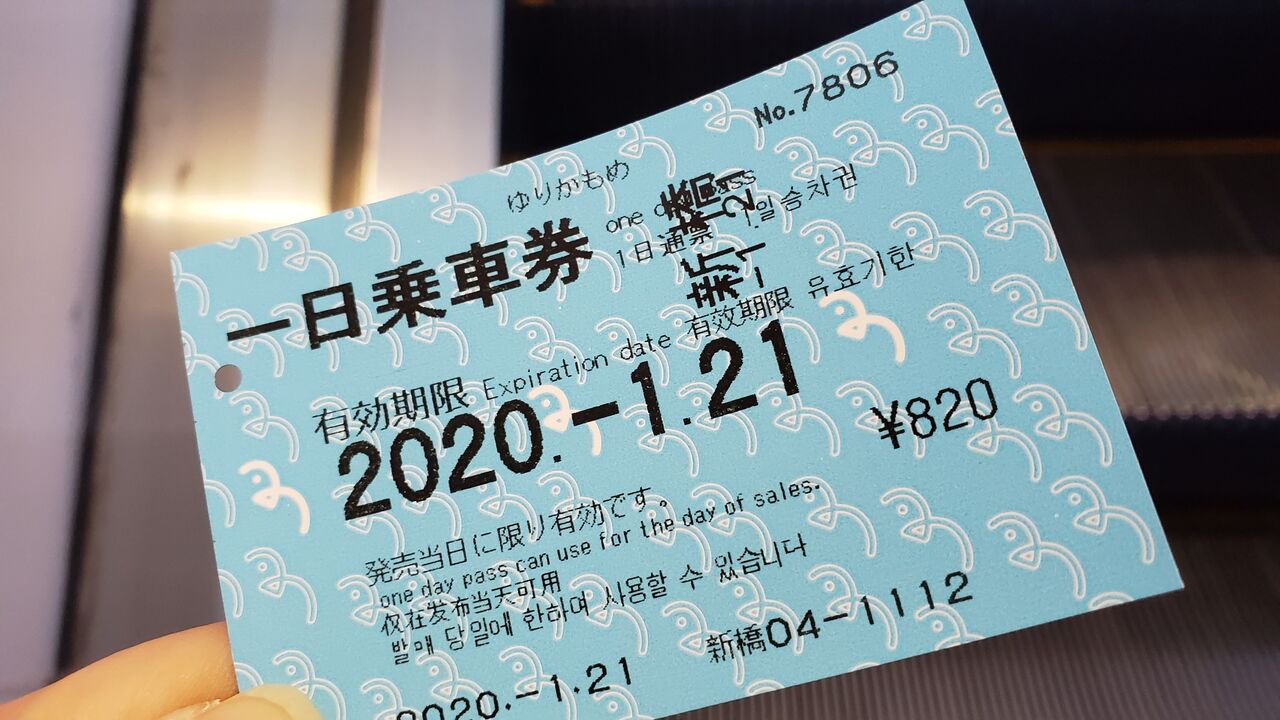 No.7806
ゆりかもめ
一日乗車券
one day pass
1日通票 1일승차권
新橋
1.21
有効期限 Expiration date 有效期限 유효기한
2020.-1.21
¥820
発売当日に限り有効です。
one day pass can use for the day of sales.
仅在发布当天可用
발매 당일에 한하여 사용할 수 있습니다
2020.-1.21 新橋04-1112